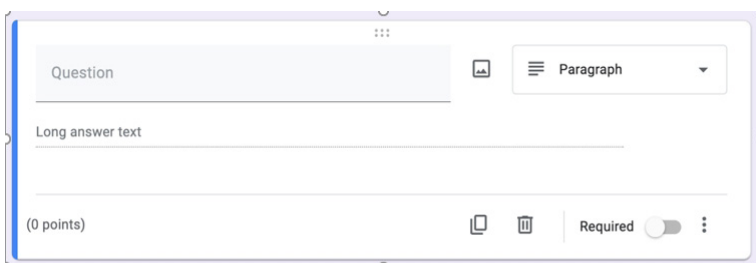 Question
Paragraph
Long answer text
(0 points)
Required